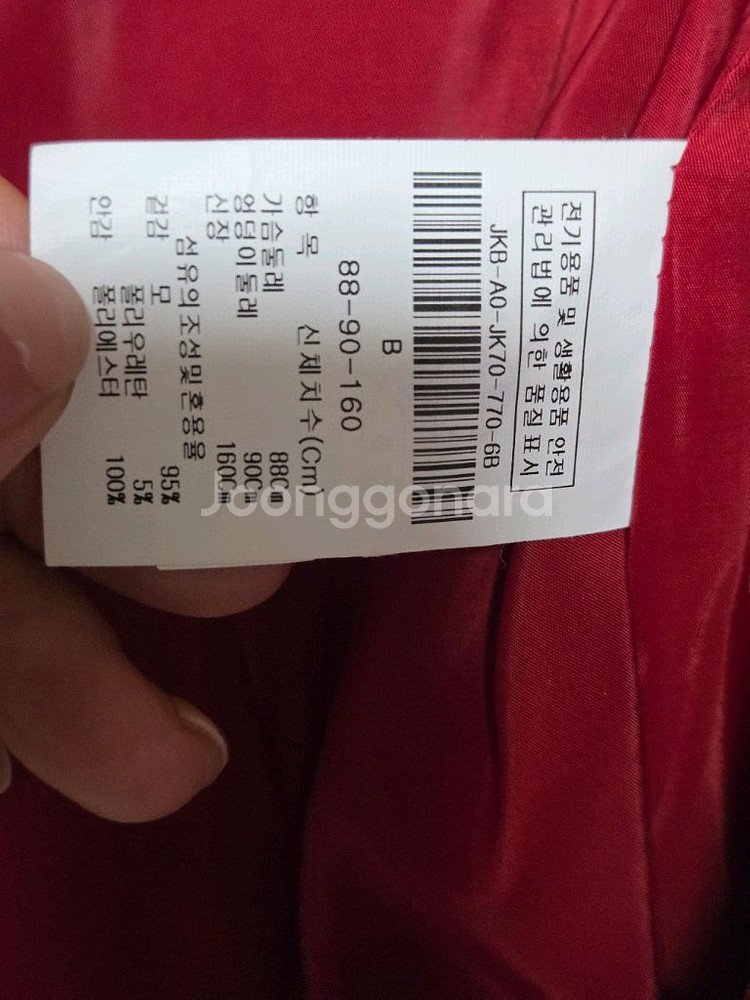 전기용품 및 생활용품 안전
관리법에 의한 품질표시
JKB-A0-JK70-770-6B
B
88-90-160
항 목 신체치수(Cm)
가슴둘레 88Cm
엉덩이둘레 90Cm
신장 160Cm
섬유의조성및혼용율
겉감 모 95%
폴리우레탄 5%
안감 폴리에스터 100%
Joonggonara